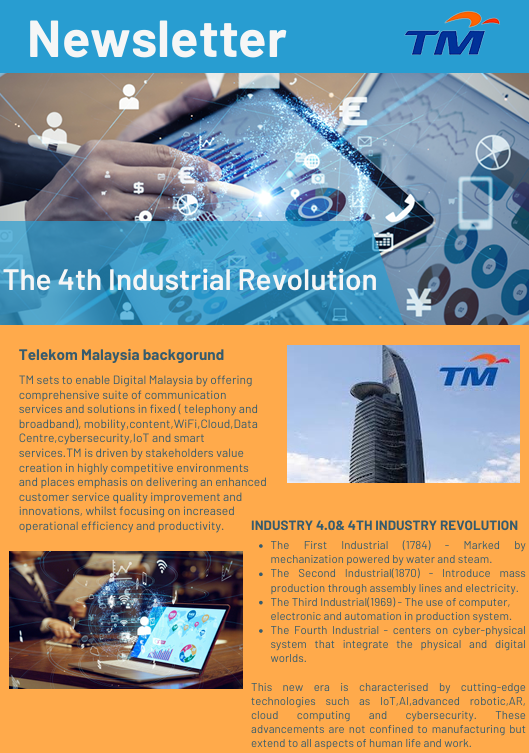 Newsletter
TM
The 4th Industrial Revolution
Telekom Malaysia backgorund
TM sets to enable Digital Malaysia by offering
comprehensive suite of communication
services and solutions in fixed ( telephony and
broadband), mobility,content,WiFi,Cloud,Data
Centre,cybersecurity,IoT and smart
services.TM is driven by stakeholders value
creation in highly competitive environments
and places emphasis on delivering an enhanced
customer service quality improvement and
innovations, whilst focusing on increased
operational efficiency and productivity.
TM
INDUSTRY 4.0& 4TH INDUSTRY REVOLUTION
• The First Industrial (1784) - Marked by
mechanization powered by water and steam.
• The Second Industrial(1870) - Introduce mass
production through assembly lines and electricity.
• The Third Industrial(1969) - The use of computer,
electronic and automation in production system.
• The Fourth Industrial - centers on cyber-physical
system that integrate the physical and digital
worlds.
This new era is characterised by cutting-edge
technologies such as IoT,AI,advanced robotic,AR,
cloud computing and cybersecurity. These
advancements are not confined to manufacturing but
extend to all aspects of human life and work.